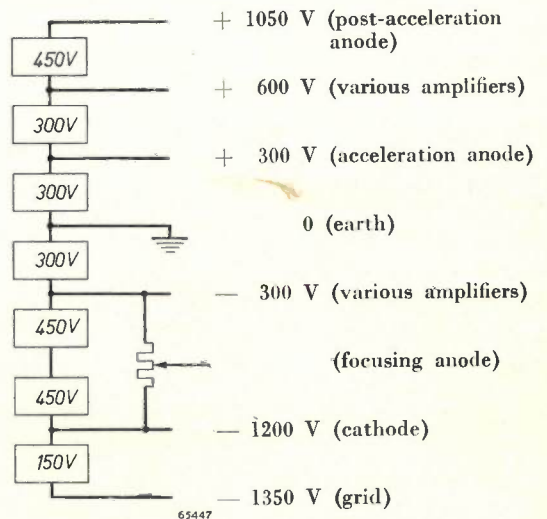 + 1050 V (post-acceleration
anode)
450V
+ 600 V (various amplifiers)
300V
+ 300 V (acceleration anode)
300V
0 (earth)
300V
— 300 V (various amplifiers)
450V
(focusing anode)
450V
— 1200 V (cathode)
150V
— 1350 V (grid)
65447